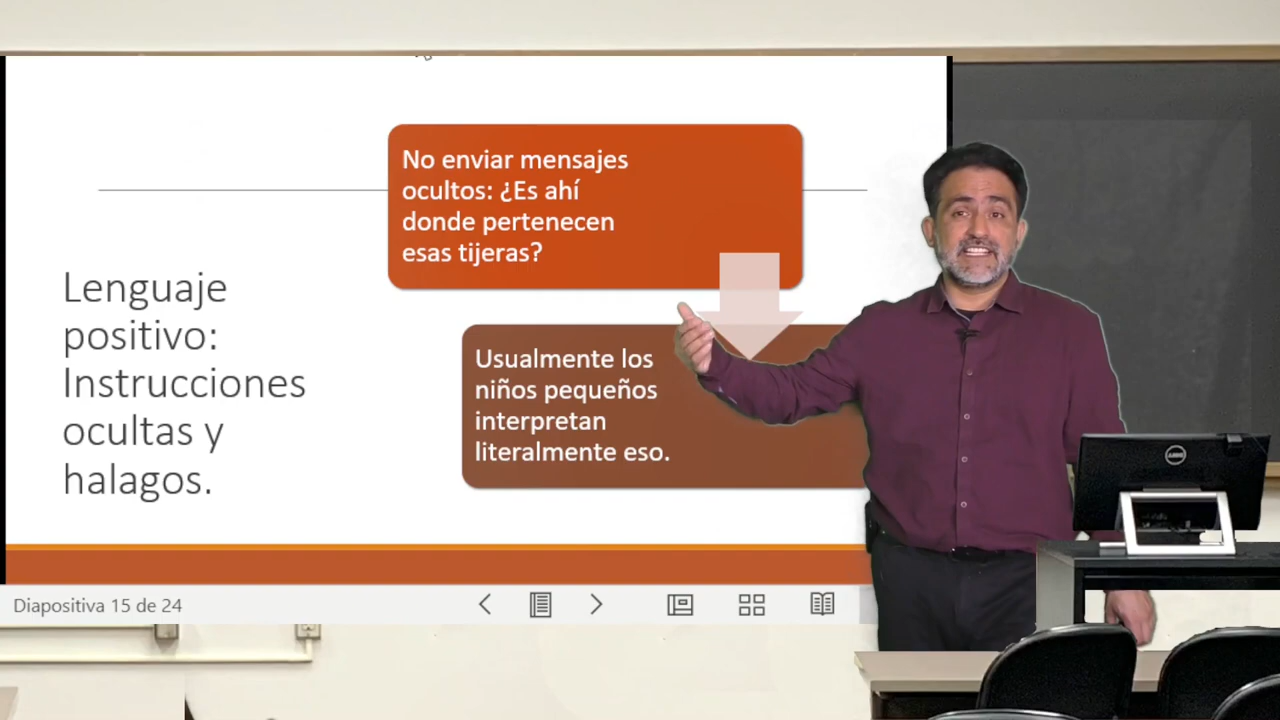 Lenguaje
positivo:
Instrucciones
ocultas y
halagos.
No enviar mensajes
ocultos: ¿Es ahí
donde pertenecen
esas tijeras?
Usualmente los
niños pequeños
interpretan
literalmente eso.
Diapositiva 15 de 24
DELL